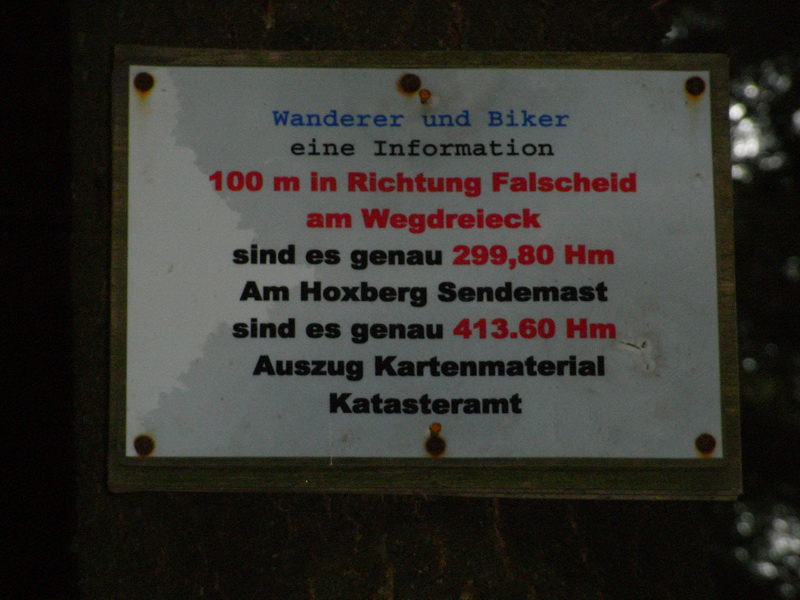 Wanderer und Biker
eine Information
100 m in Richtung Falscheid
am Wegdreieck
sind es genau 299,80 Hm
Am Hoxberg Sendemast
sind es genau 413.60 Hm
Auszug Kartenmaterial
Katasteramt